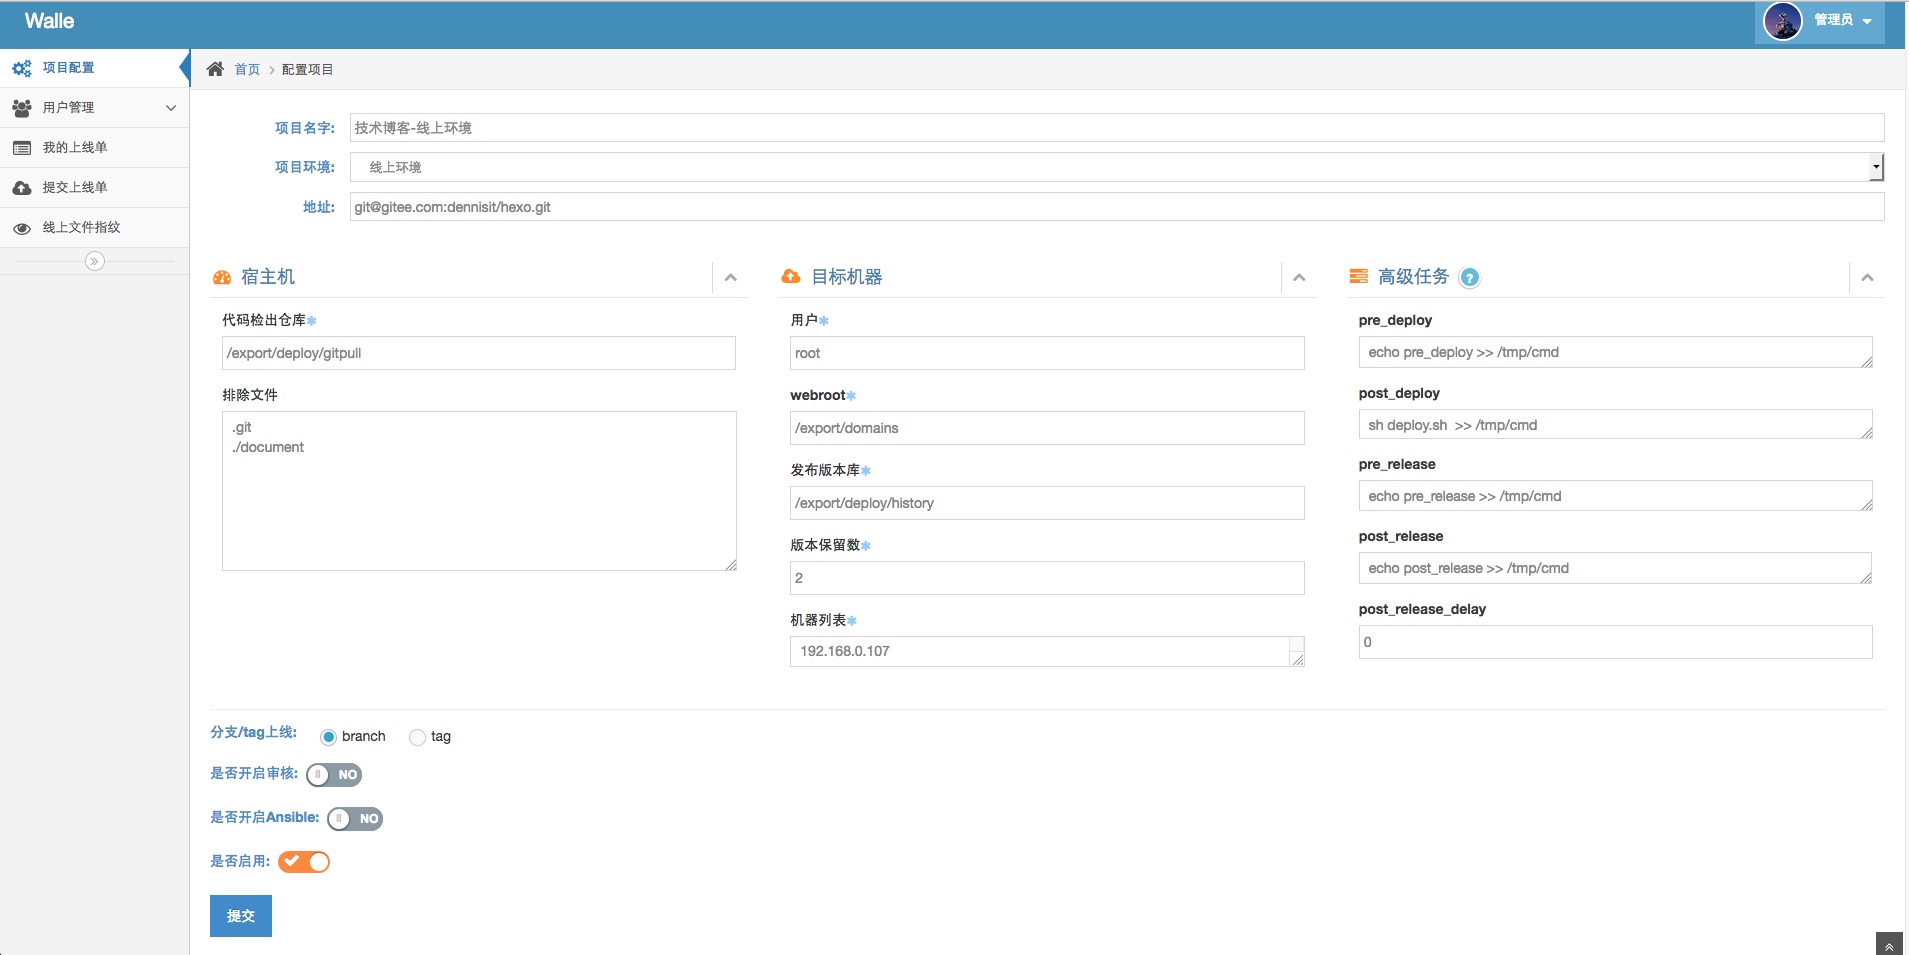 Walle
管理员
项目配置
用户管理
我的上线单
提交上线单
线上文件指纹
首页 > 配置项目
项目名字: 技术博客-线上环境
项目环境: 线上环境
地址: git@gitee.com:dennisit/hexo.git
宿主机
代码检出仓库*
/export/deploy/gitpull
排除文件
.git
./document
目标机器
用户*
root
webroot*
/export/domains
发布版本库*
/export/deploy/history
版本保留数*
2
机器列表*
192.168.0.107
高级任务 ?
pre_deploy
echo pre_deploy >> /tmp/cmd
post_deploy
sh deploy.sh  >> /tmp/cmd
pre_release
echo pre_release >> /tmp/cmd
post_release
echo post_release >> /tmp/cmd
post_release_delay
0
分支/tag上线: branch tag
是否开启审核: NO
是否开启Ansible: NO
是否启用:
提交